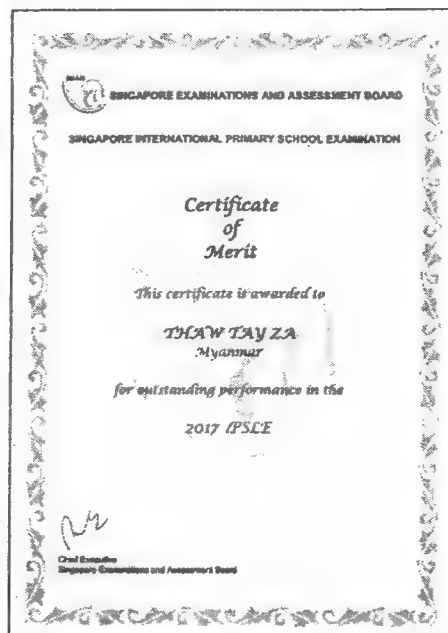 SINGAPORE EXAMINATIONS AND ASSESSMENT BOARD
SINGAPORE INTERNATIONAL PRIMARY SCHOOL EXAMINATION
Certificate
of
Merit
This certificate is awarded to
THAW TAY ZA
Myanmar
for outstanding performance in the
2017 iPSLE
Chief Executive
Singapore Examinations and Assessment Board